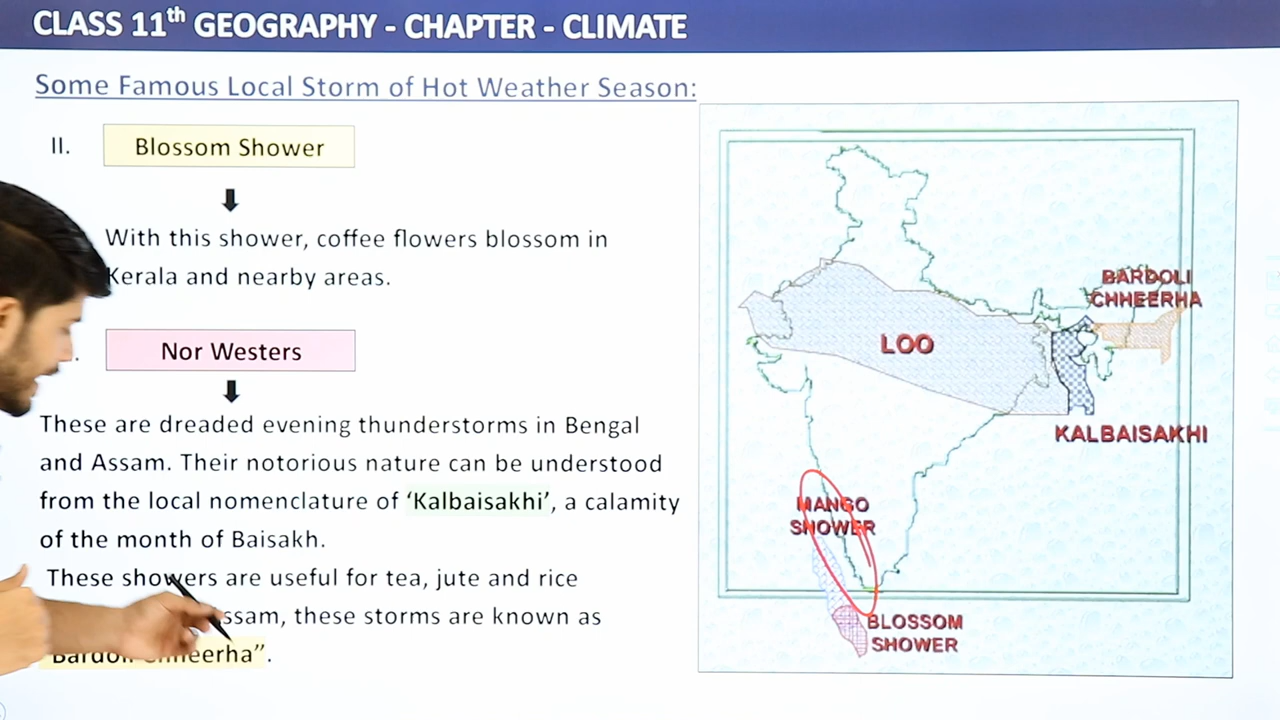 CLASS 11th GEOGRAPHY - CHAPTER - CLIMATE
Some Famous Local Storm of Hot Weather Season:
II.
Blossom Shower
With this shower, coffee flowers blossom in
Kerala and nearby areas.
Nor Westers
These are dreaded evening thunderstorms in Bengal
and Assam. Their notorious nature can be understood
from the local nomenclature of ‘Kalbaisakhi’, a calamity
of the month of Baisakh.
These showers are useful for tea, jute and rice
these storms are known as
LOO
BARDOLI
CHHEERHA
KALBAISAKHI
MANGO
SHOWER
BLOSSOM
SHOWER